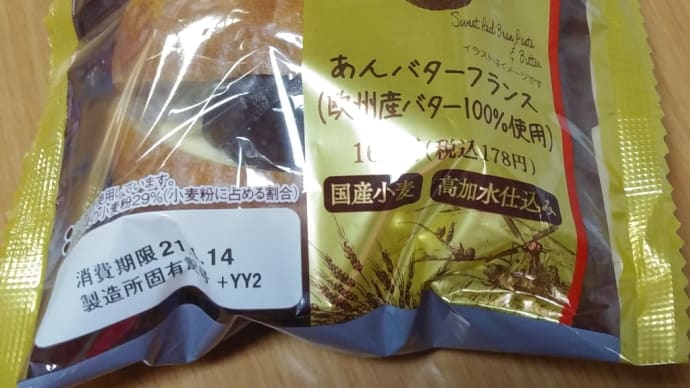 Sweet Red Bean Paste
& Butter
イラストはイメージです
あんバターフランス
(欧州産バター100%使用)
(税込178円)
国産小麦 高加水仕込み
使用しています。
小麦粉29%(小麦粉に占める割合)
消費期限 21. .14
製造所固有記号 +YY2